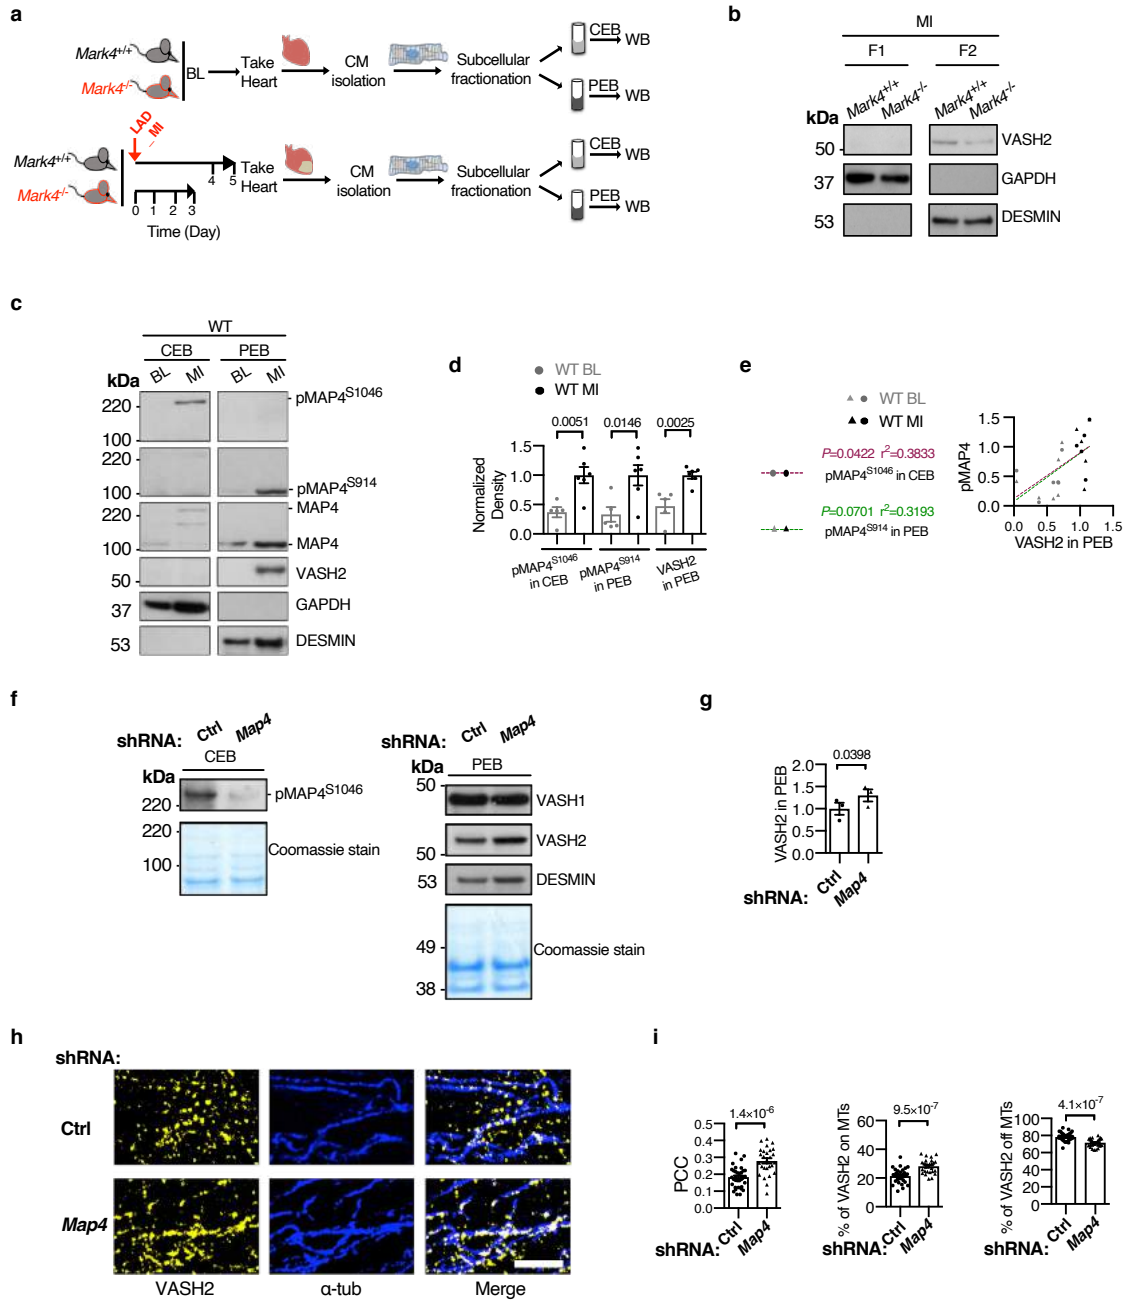 a
Mark4+/+
Mark4-/-
BL
Take
Heart
CM
isolation
Subcellular
fractionation
CEB
WB
PEB
WB
LAD
MI
Mark4+/+
Mark4-/-
4
5
0
1
2
3
Time (Day)
Take
Heart
CM
isolation
Subcellular
fractionation
CEB
WB
PEB
WB
b
MI
F1
F2
Mark4+/+
Mark4-/-
Mark4+/+
Mark4-/-
kDa
50
VASH2
37
GAPDH
53
DESMIN
c
WT
CEB
PEB
kDa
BL
MI
BL
MI
220
pMAP4S1046
100
220
100
pMAP4S914
220
MAP4
100
MAP4
50
VASH2
37
GAPDH
53
DESMIN
d
WT BL
WT MI
0.0051
0.0146
0.0025
Normalized
Density
1.5
1.0
0.5
0.0
pMAP4S1046
in CEB
pMAP4S914
in PEB
VASH2
in PEB
e
WT BL
WT MI
P=0.0422 r2=0.3833
pMAP4S1046 in CEB
P=0.0701 r2=0.3193
pMAP4S914 in PEB
pMAP4
1.5
1.0
0.5
0.0
0.0 0.5 1.0 1.5
VASH2 in PEB
f
shRNA:
Ctrl
Map4
CEB
kDa
220
pMAP4S1046
220
100
Coomassie stain
shRNA:
Ctrl
Map4
kDa
PEB
50
VASH1
VASH2
50
53
DESMIN
49
Coomassie stain
38
g
0.0398
VASH2 in PEB
2.0
1.5
1.0
0.5
0.0
shRNA:
Ctrl
Map4
h
shRNA:
Ctrl
Map4
VASH2
α-tub
Merge
i
1.4×10-6
PCC
0.5
0.4
0.3
0.2
0.1
0.0
shRNA:
Ctrl
Map4
9.5×10-7
% of VASH2 on MTs
60
40
20
0
shRNA:
Ctrl
Map4
4.1×10-7
% of VASH2 off MTs
100
80
60
40
20
0
shRNA:
Ctrl
Map4